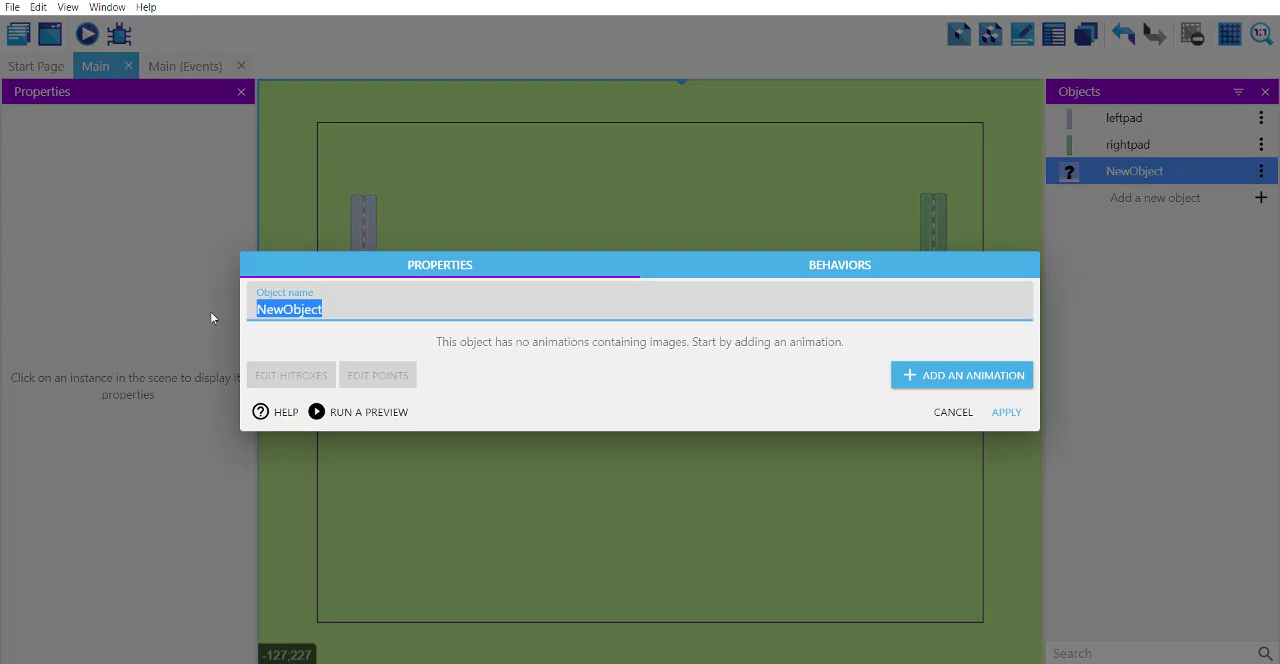 File Edit View Window Help
1:1
Start Page Main Main (Events)
Properties
Objects
leftpad
rightpad
? NewObject
Add a new object
PROPERTIES BEHAVIORS
Object name
NewObject
This object has no animations containing images. Start by adding an animation.
Click on an instance in the scene to display it
properties
EDIT HITBOXES EDIT POINTS ADD AN ANIMATION
HELP RUN A PREVIEW CANCEL APPLY
-127;227
Search